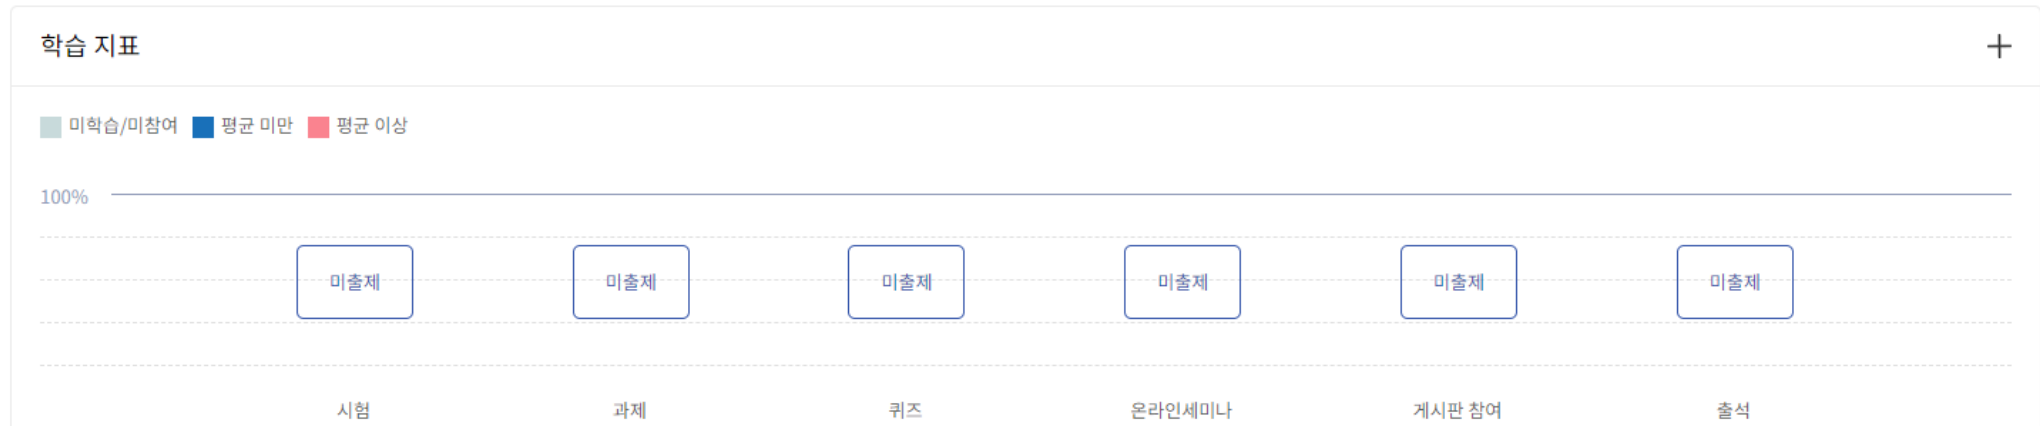 학습 지표
미학습/미참여 평균 미만 평균 이상
100%
미출제 미출제 미출제 미출제 미출제 미출제
시험 과제 퀴즈 온라인세미나 게시판 참여 출석